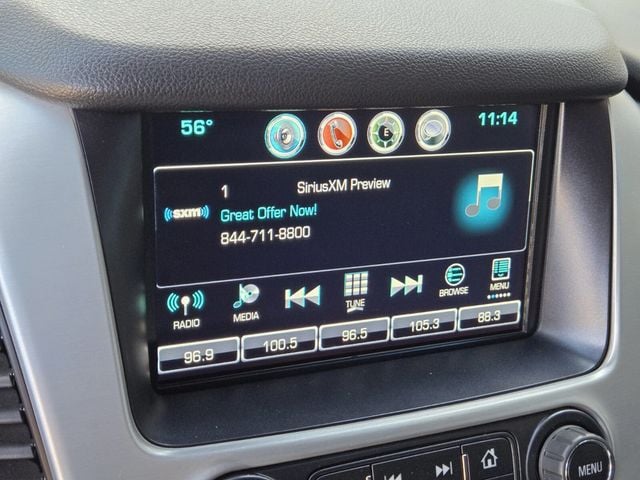 56°
E
11:14
1 SiriusXM Preview
((sxm))
Great Offer Now!
844-711-8800
RADIO
MEDIA
TUNE
BROWSE
MENU
96.9 100.5 96.5 105.3 88.3
MENU